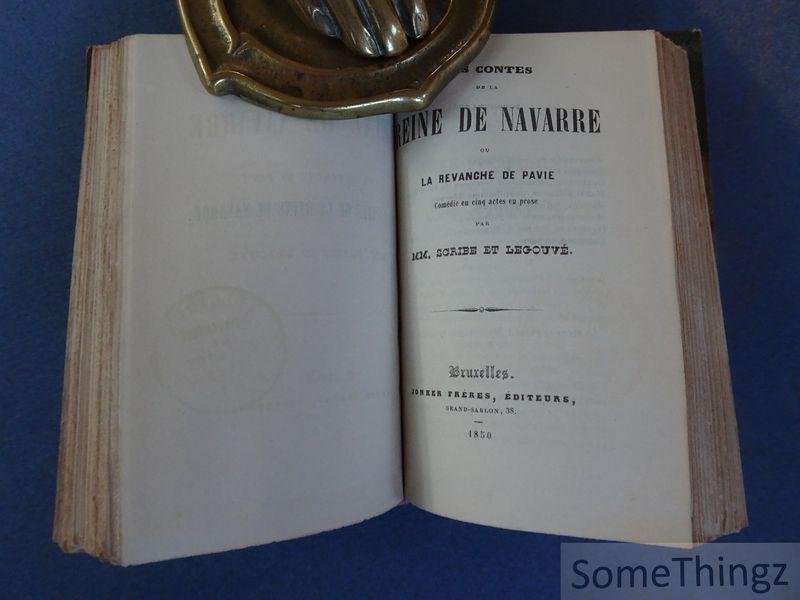 S CONTES
DE LA
REINE DE NAVARRE
OU
LA REVANCHE DE PAVIE
Comédie en cinq actes en prose
PAR
MM. SCRIBE ET LEGOUVÉ.
Bruxelles.
JONKER FRÈRES, ÉDITEURS,
GRAND-SABLON, 38.
1850
SomeThingz